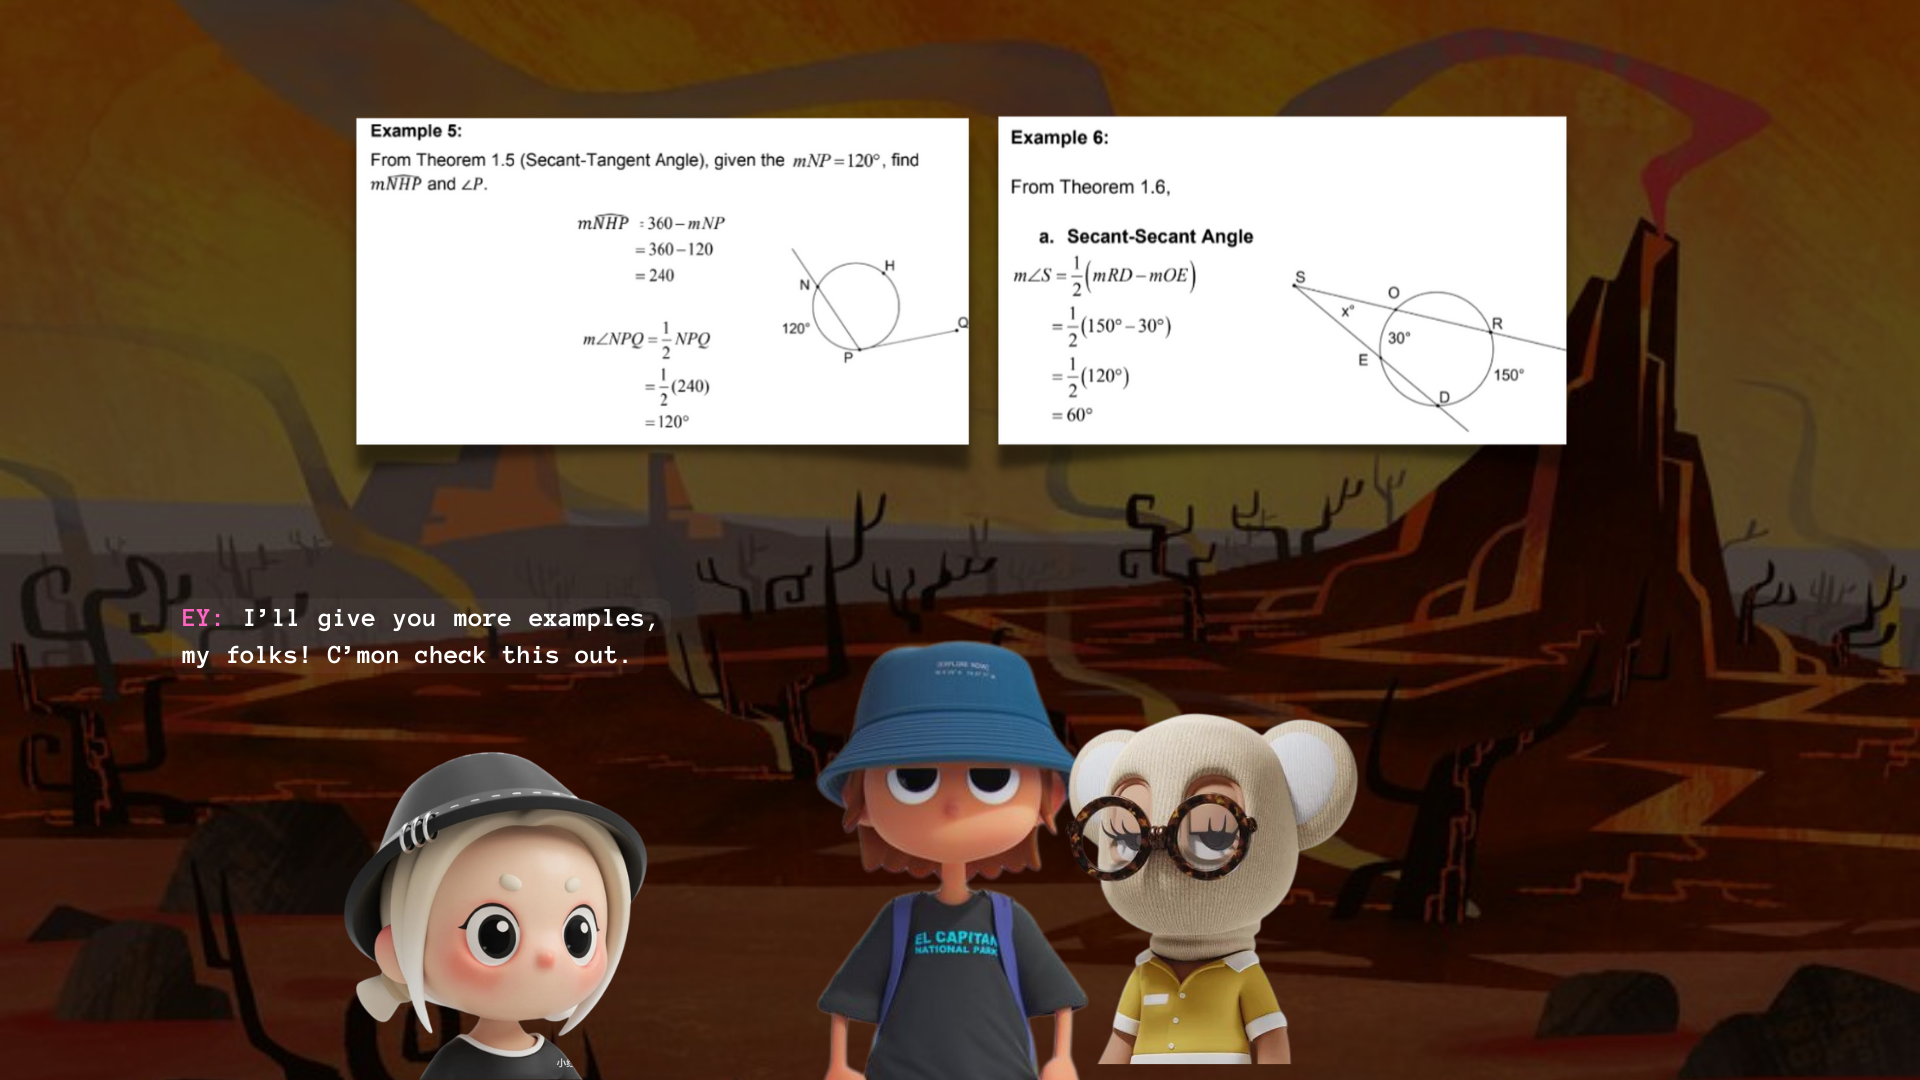 Example 5:
From Theorem 1.5 (Secant-Tangent Angle), given the mNP = 120°, find
mNHP and ∠P.
mNHP = 360 − mNP
= 360 − 120
= 240
m∠NPQ = 1/2 NPQ
= 1/2 (240)
= 120°
H
N
120°
P
Q
Example 6:
From Theorem 1.6,
a. Secant-Secant Angle
m∠S = 1/2 (mRD − mOE)
= 1/2 (150° − 30°)
= 1/2 (120°)
= 60°
S
O
x°
R
30°
E
150°
D
EY: I’ll give you more examples,
my folks! C’mon check this out.
EL CAPITAN
NATIONAL PARK